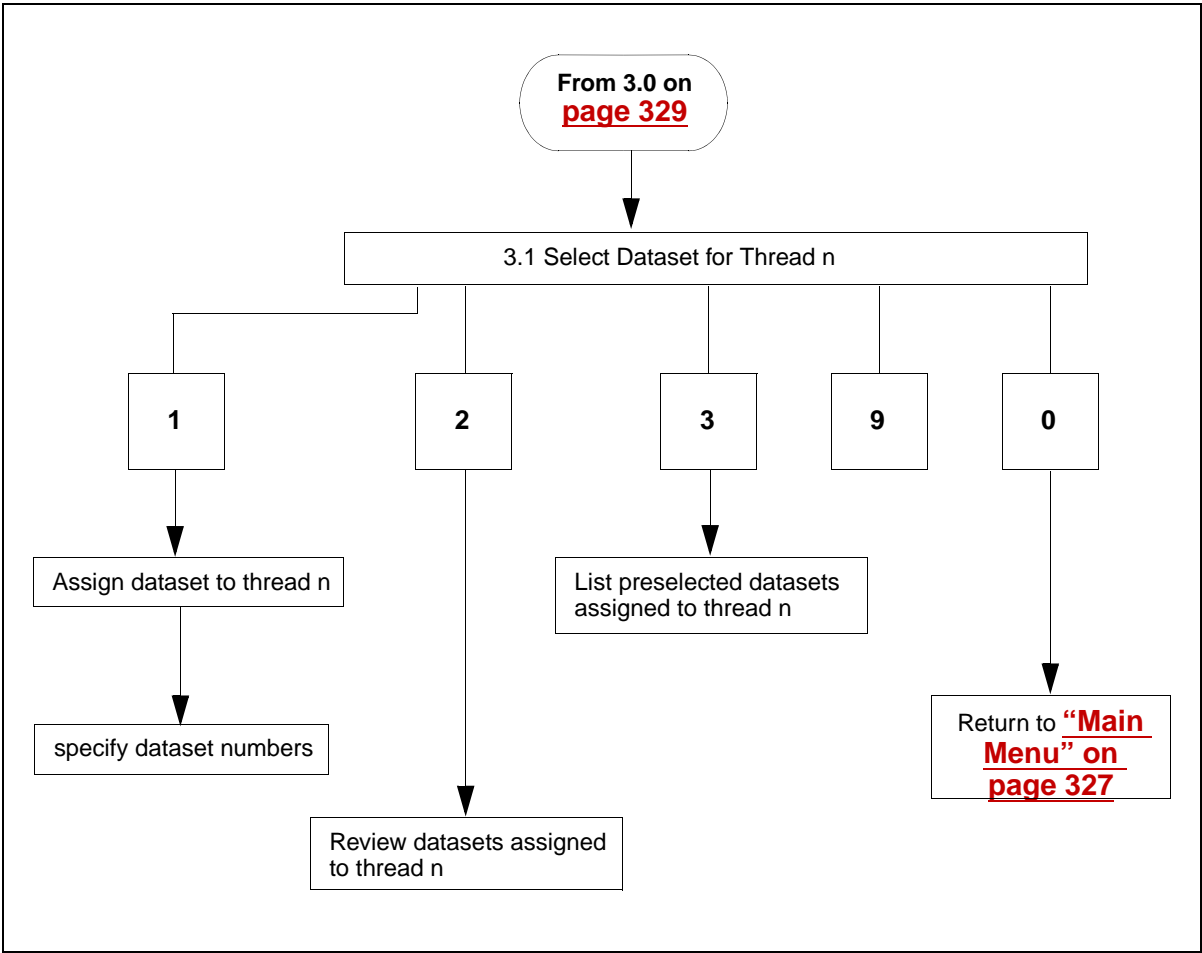 From 3.0 on
page 329
3.1 Select Dataset for Thread n
1
2
3
9
0
Assign dataset to thread n
List preselected datasets
assigned to thread n
specify dataset numbers
Return to “Main
Menu” on
page 327
Review datasets assigned
to thread n